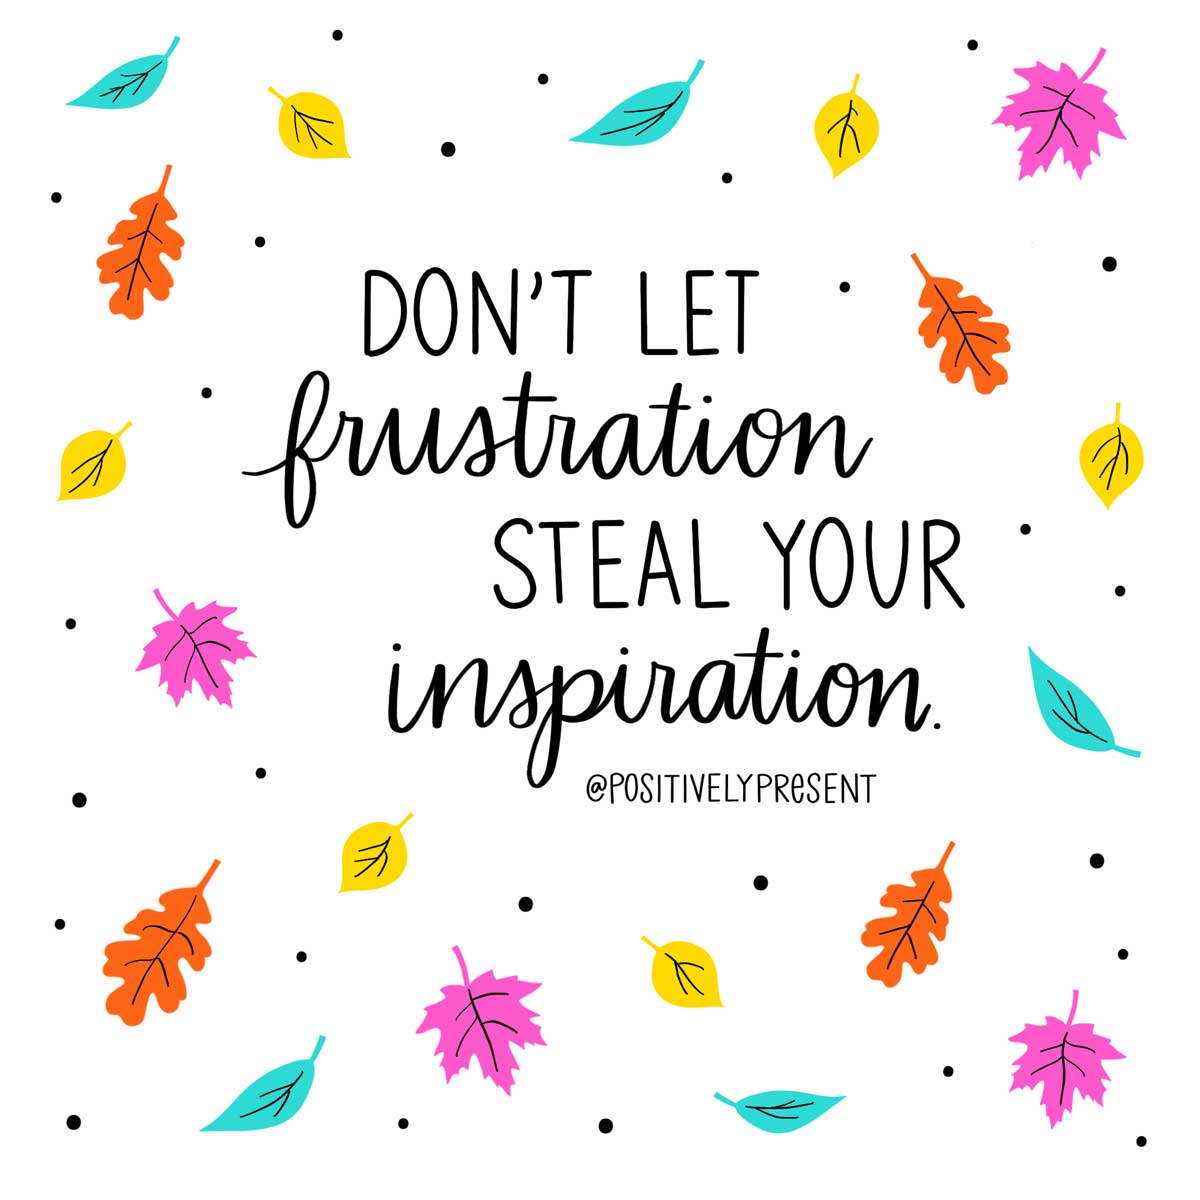 DON'T LET
frustration
STEAL YOUR
inspiration.
@POSITIVELYPRESENT